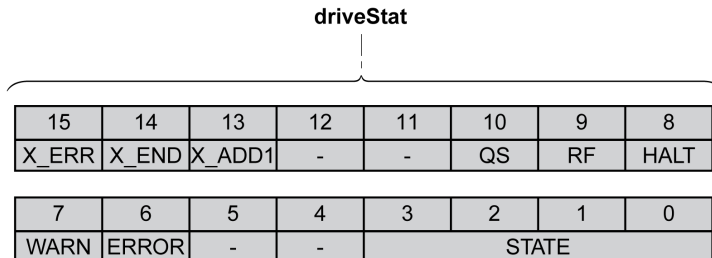 driveStat
15 14 13 12 11 10 9 8
X_ERR X_END X_ADD1 - - QS RF HALT
7 6 5 4 3 2 1 0
WARN ERROR - - STATE